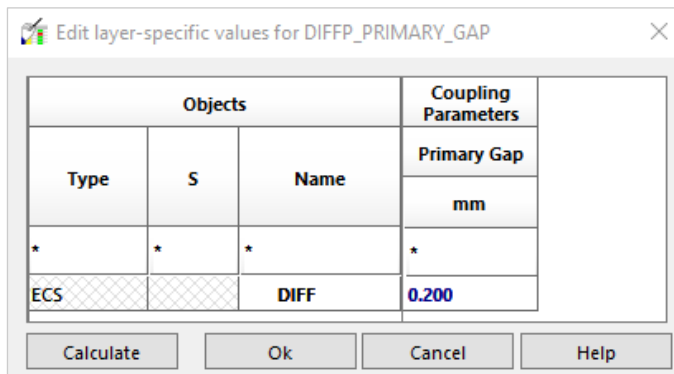 Edit layer-specific values for DIFFP_PRIMARY_GAP
Objects
Coupling
Parameters
Type
S
Name
Primary Gap
mm
* * * *
ECS DIFF 0.200
Calculate Ok Cancel Help